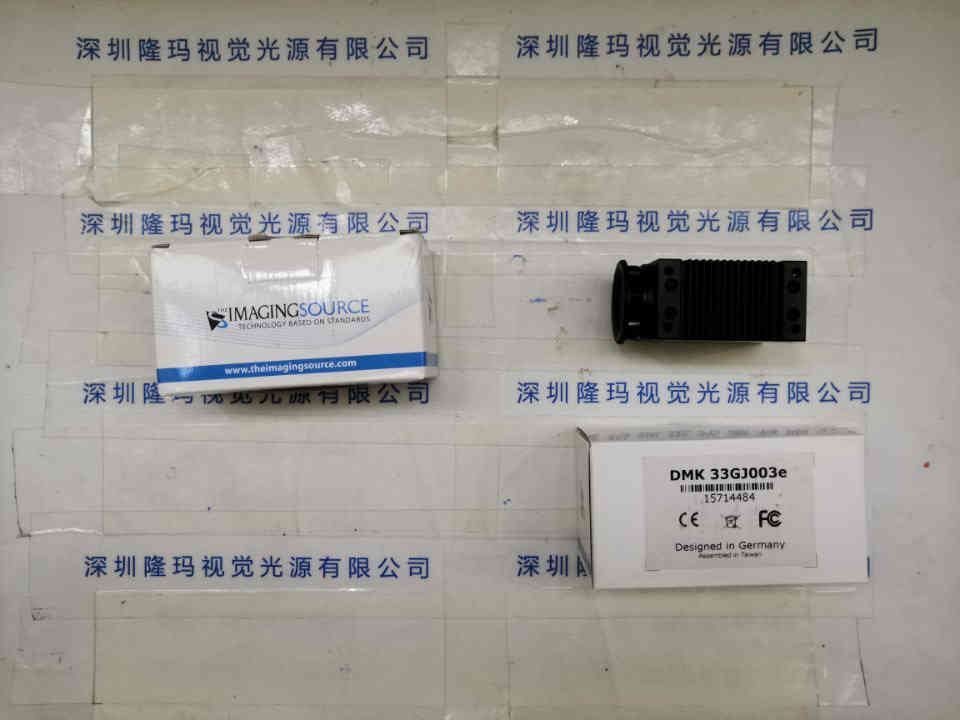 深圳隆玛视觉光源有限公司
深圳隆玛视觉光源有限公司
深圳隆玛视觉光源有限公司
深圳隆玛视觉光源有限公司
THE IMAGINGSOURCE
TECHNOLOGY BASED ON STANDARDS
www.theimagingsource.com
深圳隆玛视觉光源有限公司
深圳隆玛视觉光源有限公司
DMK 33GJ003e
15714484
CE FC
Designed in Germany
Assembled in Taiwan
深圳隆玛视觉光源有限公司
深圳隆